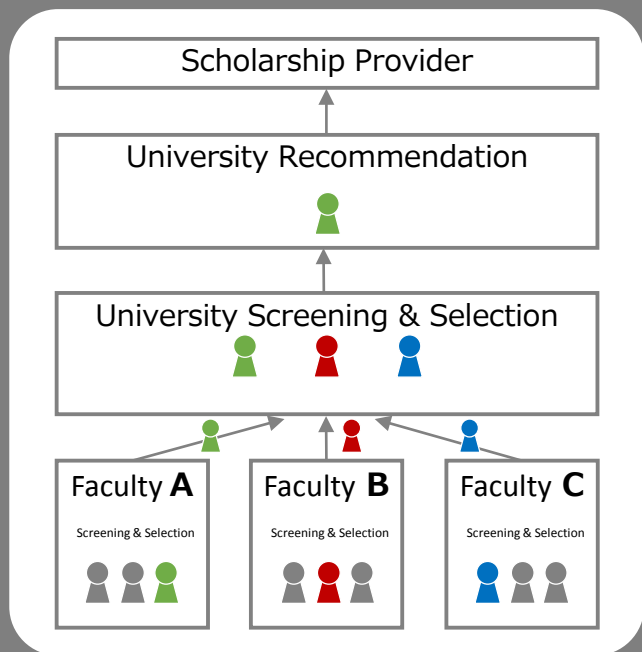 Scholarship Provider
University Recommendation
University Screening & Selection
Faculty A
Screening & Selection
Faculty B
Screening & Selection
Faculty C
Screening & Selection